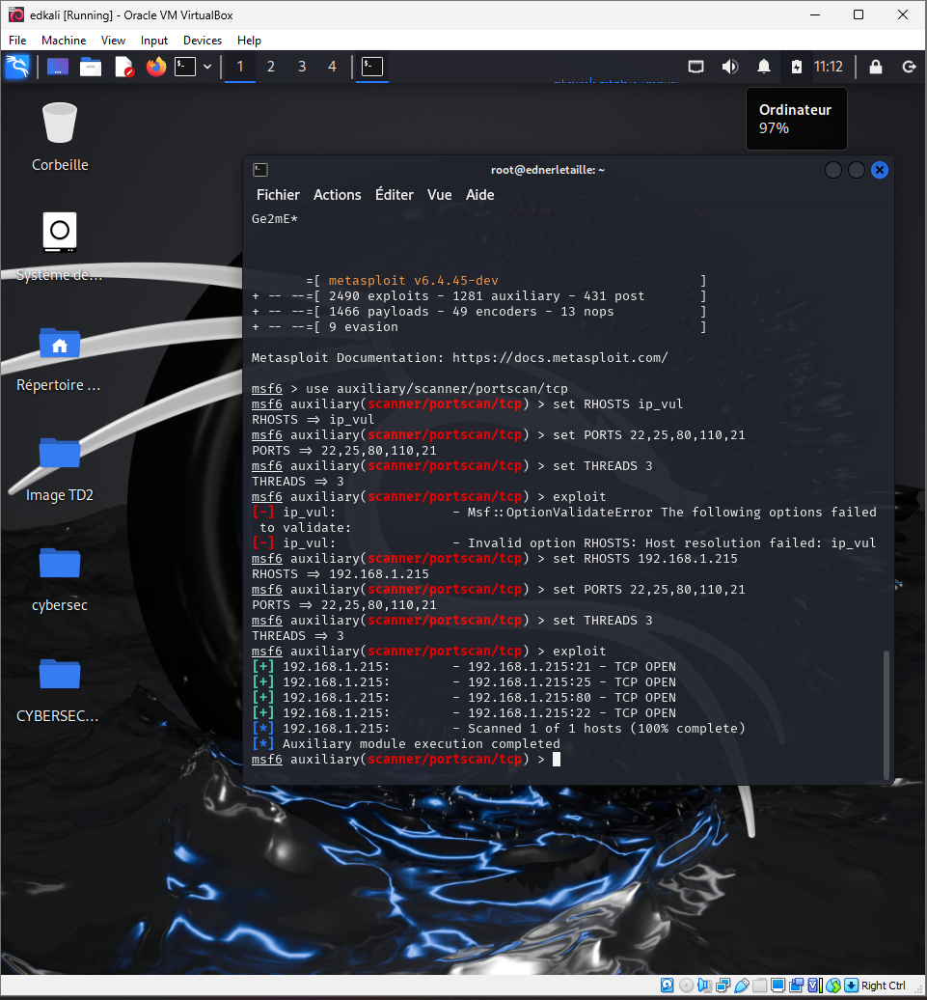 edkali [Running] - Oracle VM VirtualBox
File Machine View Input Devices Help
1 2 3 4 11:12
Ordinateur
97%
Corbeille
Système de...
Répertoire ...
Image TD2
cybersec
CYBERSEC...
root@ednerletaille: ~
Fichier Actions Éditer Vue Aide
Ge2mE*
=[ metasploit v6.4.45-dev ]
+ -- --=[ 2490 exploits - 1281 auxiliary - 431 post ]
+ -- --=[ 1466 payloads - 49 encoders - 13 nops ]
+ -- --=[ 9 evasion ]
Metasploit Documentation: https://docs.metasploit.com/
msf6 > use auxiliary/scanner/portscan/tcp
msf6 auxiliary(scanner/portscan/tcp) > set RHOSTS ip_vul
RHOSTS => ip_vul
msf6 auxiliary(scanner/portscan/tcp) > set PORTS 22,25,80,110,21
PORTS => 22,25,80,110,21
msf6 auxiliary(scanner/portscan/tcp) > set THREADS 3
THREADS => 3
msf6 auxiliary(scanner/portscan/tcp) > exploit
[-] ip_vul: - Msf::OptionValidateError The following options failed
to validate:
[-] ip_vul: - Invalid option RHOSTS: Host resolution failed: ip_vul
msf6 auxiliary(scanner/portscan/tcp) > set RHOSTS 192.168.1.215
RHOSTS => 192.168.1.215
msf6 auxiliary(scanner/portscan/tcp) > set PORTS 22,25,80,110,21
PORTS => 22,25,80,110,21
msf6 auxiliary(scanner/portscan/tcp) > set THREADS 3
THREADS => 3
msf6 auxiliary(scanner/portscan/tcp) > exploit
[+] 192.168.1.215: - 192.168.1.215:21 - TCP OPEN
[+] 192.168.1.215: - 192.168.1.215:25 - TCP OPEN
[+] 192.168.1.215: - 192.168.1.215:80 - TCP OPEN
[+] 192.168.1.215: - 192.168.1.215:22 - TCP OPEN
[*] 192.168.1.215: - Scanned 1 of 1 hosts (100% complete)
[*] Auxiliary module execution completed
msf6 auxiliary(scanner/portscan/tcp) >
Right Ctrl